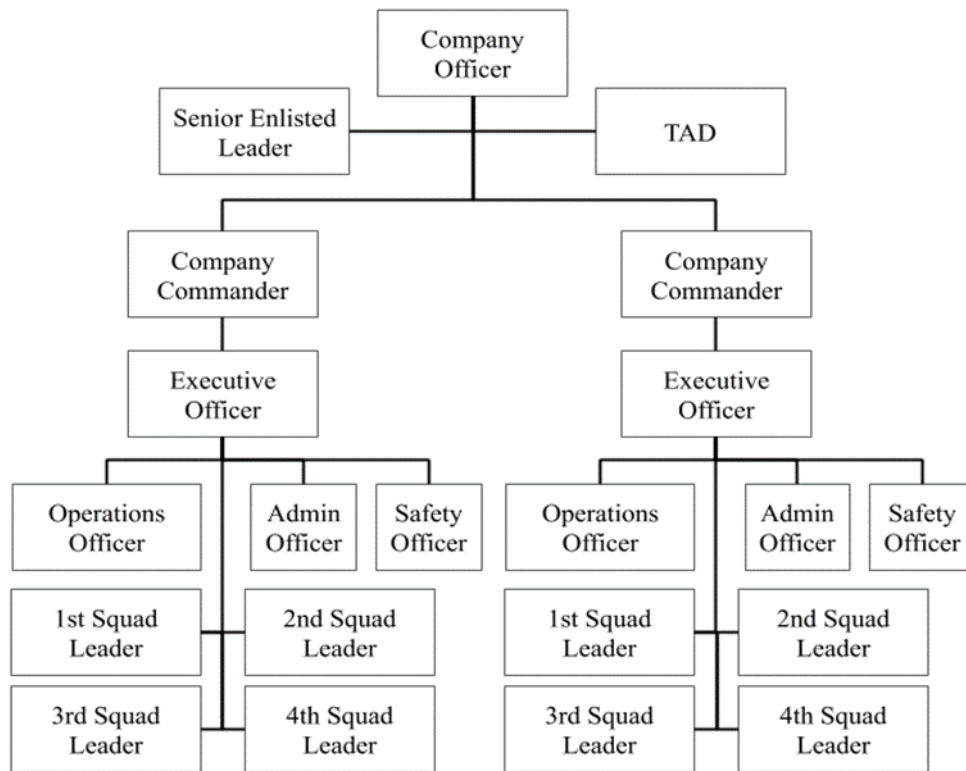 Company
Officer
Senior Enlisted
Leader
TAD
Company
Commander
Company
Commander
Executive
Officer
Executive
Officer
Operations
Officer
Admin
Officer
Safety
Officer
Operations
Officer
Admin
Officer
Safety
Officer
1st Squad
Leader
2nd Squad
Leader
1st Squad
Leader
2nd Squad
Leader
3rd Squad
Leader
4th Squad
Leader
3rd Squad
Leader
4th Squad
Leader